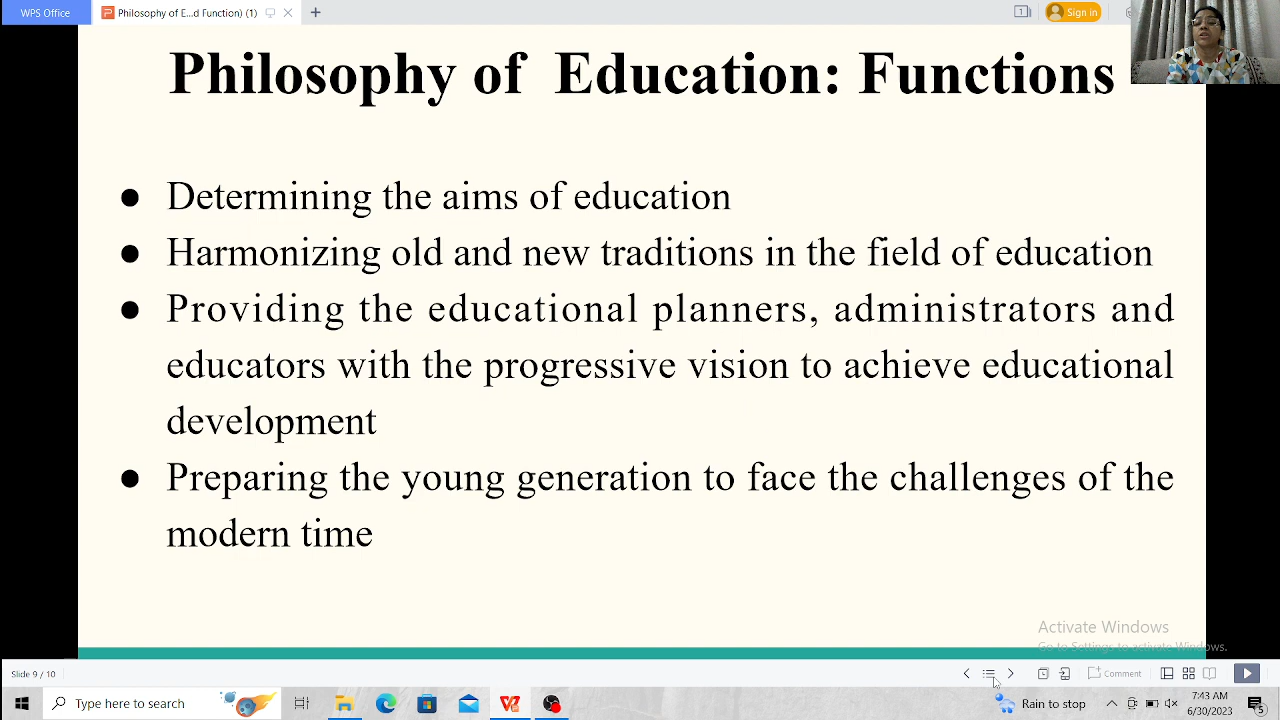 WPS Office
Philosophy of E...d Function) (1)
1
Sign in
Philosophy of Education: Functions
● Determining the aims of education
● Harmonizing old and new traditions in the field of education
● Providing the educational planners, administrators and
educators with the progressive vision to achieve educational
development
● Preparing the young generation to face the challenges of the
modern time
Activate Windows
Go to Settings to activate Windows.
Slide 9 / 10
Comment
Type here to search
Rain to stop
7:43 AM
6/30/2023
5